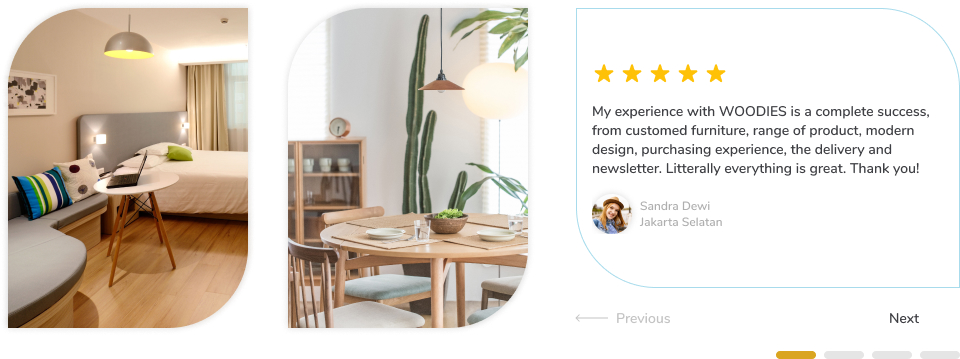 My experience with WOODIES is a complete success,
from customed furniture, range of product, modern
design, purchasing experience, the delivery and
newsletter. Litterally everything is great. Thank you!
Sandra Dewi
Jakarta Selatan
Previous
Next